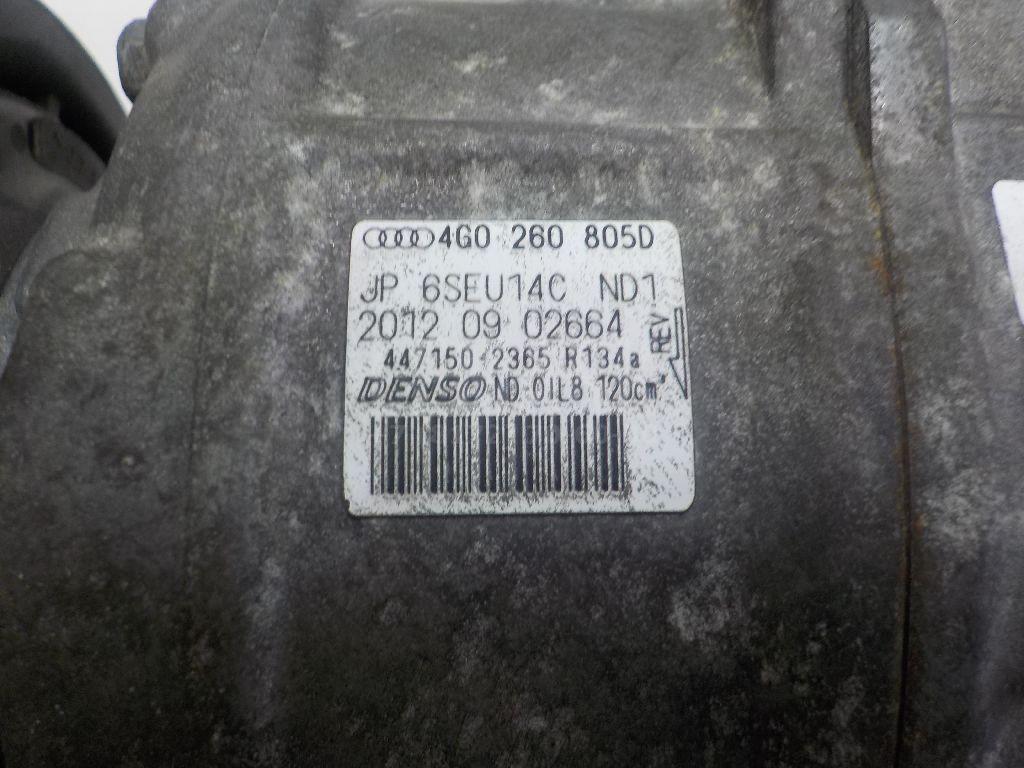 4G0 260 805D
JP 6SEU14C ND1
2012 09 02664
REV
447150-2365 R134a
DENSO ND-OIL8 120cm³